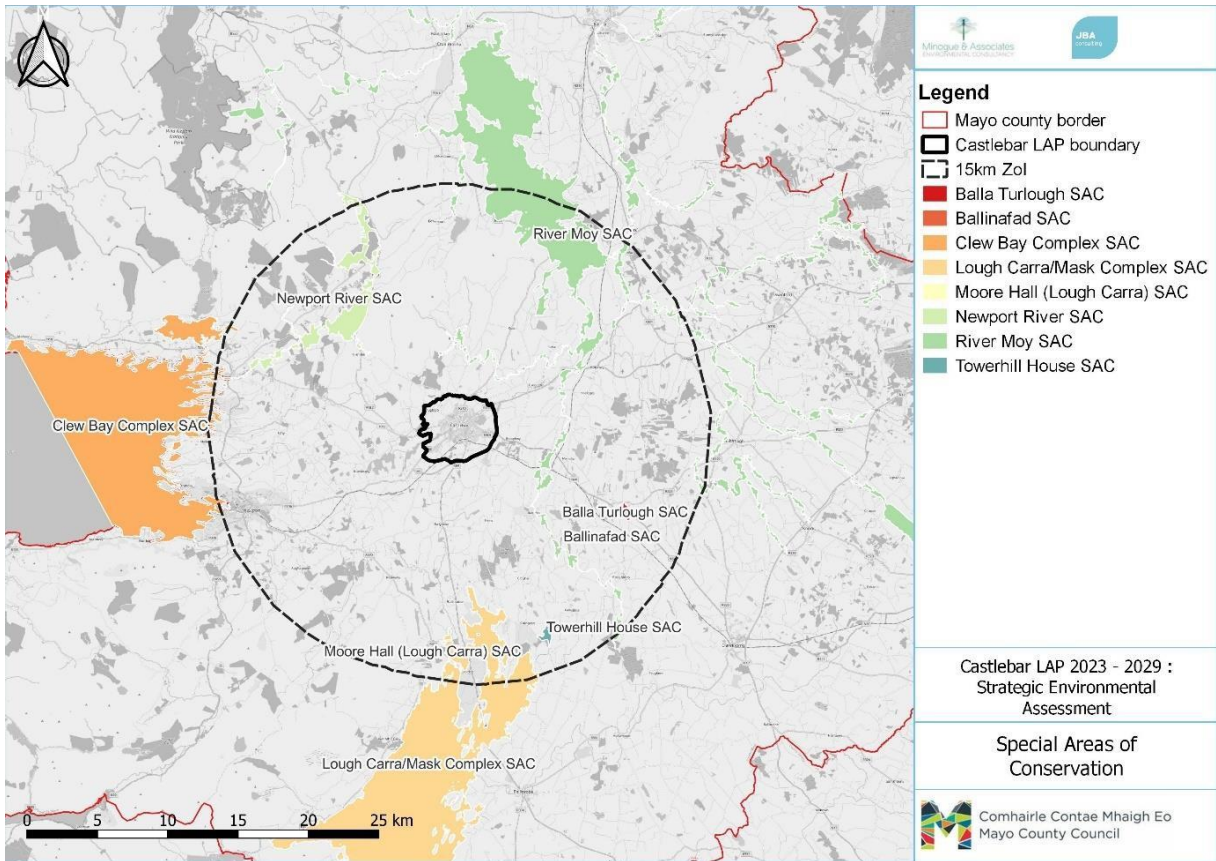 River Moy SAC
Newport River SAC
Clew Bay Complex SAC
Balla Turlough SAC
Ballinafad SAC
Towerhill House SAC
Moore Hall (Lough Carra) SAC
Lough Carra/Mask Complex SAC
0 5 10 15 20 25 km
Minogue & Associates
ENVIRONMENTAL CONSULTANCY
JBA
consulting
Legend
Mayo county border
Castlebar LAP boundary
15km ZoI
Balla Turlough SAC
Ballinafad SAC
Clew Bay Complex SAC
Lough Carra/Mask Complex SAC
Moore Hall (Lough Carra) SAC
Newport River SAC
River Moy SAC
Towerhill House SAC
Castlebar LAP 2023 - 2029 :
Strategic Environmental
Assessment
Special Areas of
Conservation
Comhairle Contae Mhaigh Eo
Mayo County Council